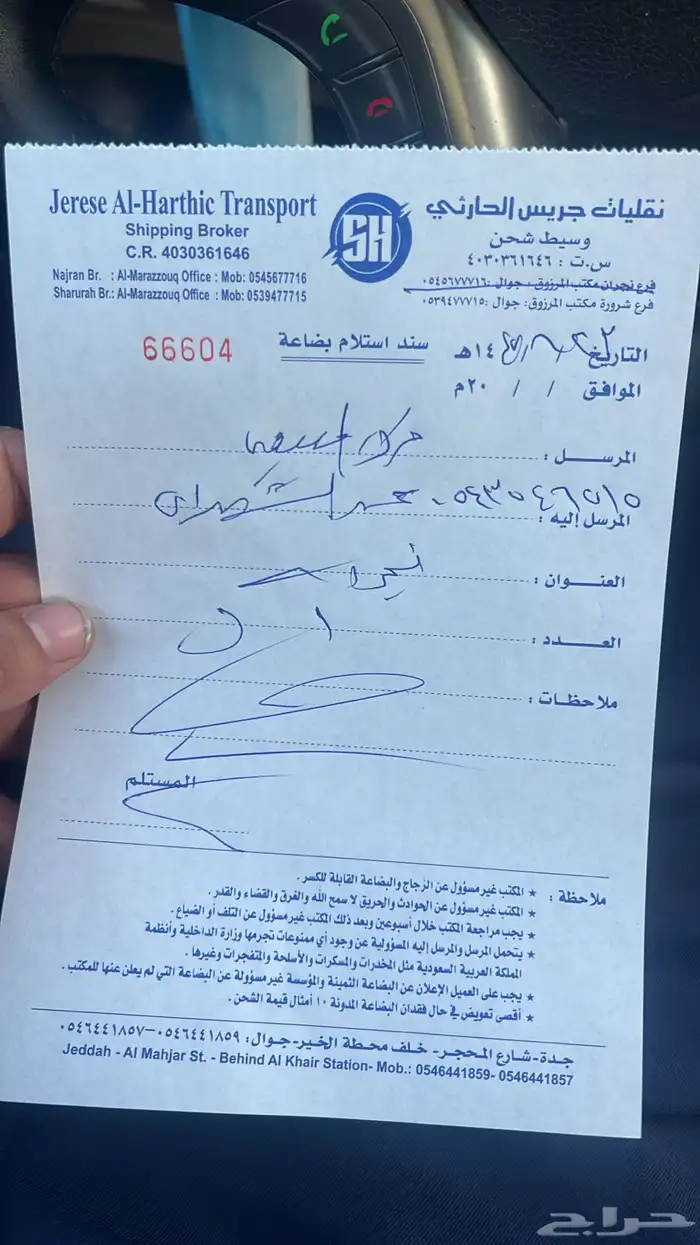 Jerese Al-Harthic Transport
Shipping Broker
C.R. 4030361646
Najran Br. : Al-Marazzouq Office : Mob: 0545677716
Sharurah Br.: Al-Marazzouq Office : Mob: 0539477715
SH
نقليات جريس الحارثي
وسيط شحن
س.ت : ٤٠٣٠٣٦١٦٤٦
فرع نجران مكتب المرزوق: جوال :٠٥٤٥٦٧٧٧١٦
فرع شرورة مكتب المرزوق: جوال :٠٥٣٩٤٧٧٧١٥
66604
سند استلام بضاعة
التاريخ / / ١٤هـ
الموافق / / ٢٠م
المرسل :
المرسل إليه :
العنوان : نجران
العدد : ١
ملاحظات :
المستلم
ملاحظة : * المكتب غير مسؤول عن الزجاج والبضاعة القابلة للكسر .
* المكتب غير مسؤول عن الحوادث والحريق لا سمح الله والغرق والقضاء والقدر .
* يجب مراجعة المكتب خلال أسبوعين وبعد ذلك المكتب غير مسؤول عن التلف أو الضياع .
* يتحمل المرسل والمرسل إليه المسؤولية عن وجود أي ممنوعات تجرمها وزارة الداخلية وأنظمة
المملكة العربية السعودية مثل المخدرات والمسكرات والأسلحة والمتفجرات وغيرها .
* يجب على العميل الإعلان عن البضاعة الثمينة والمؤسسة غير مسؤولة عن البضاعة التي لم يعلن عنها للمكتب .
* أقصى تعويض في حال فقدان البضاعة المدونة ١٠ أمثال قيمة الشحن .
جدة-شارع المحجر- خلف محطة الخير-جوال: ٠٥٤٦٤٤١٨٥٩-٠٥٤٦٤٤١٨٥٧
Jeddah - Al Mahjar St. - Behind Al Khair Station- Mob.: 0546441859- 0546441857
حراج